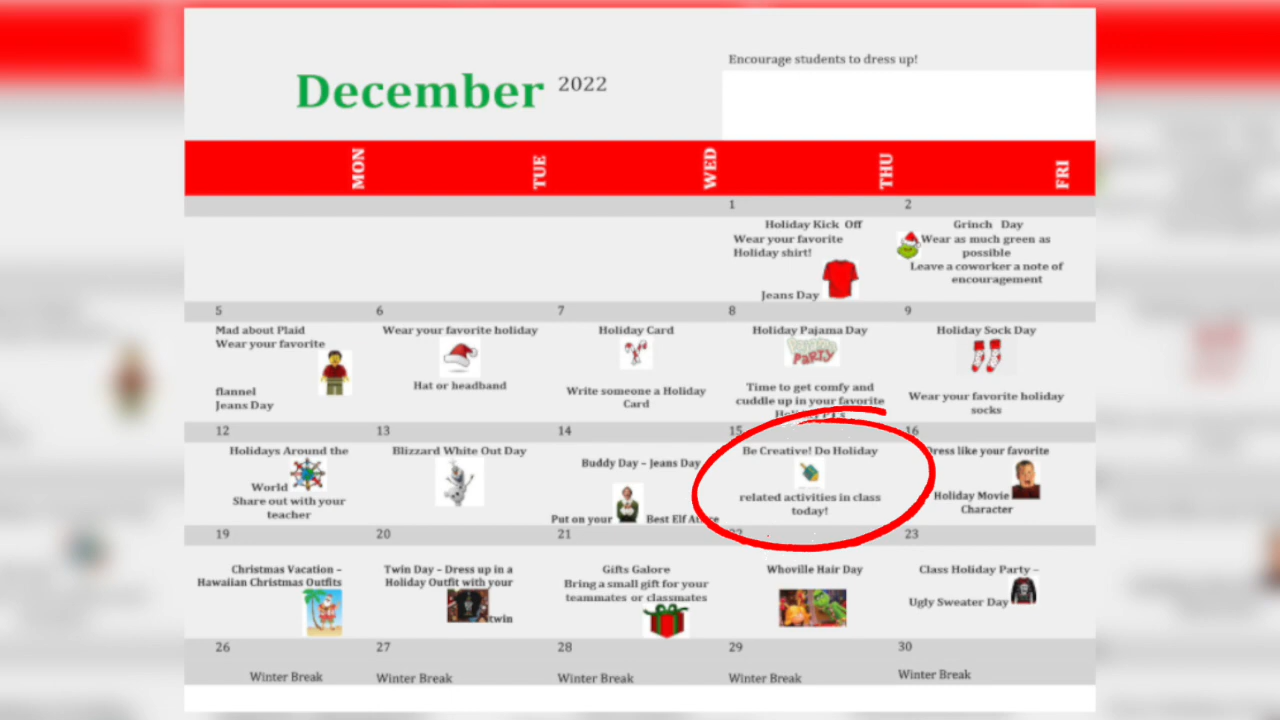 Encourage students to dress up!
December 2022
MON TUE WED THU FRI
1 2
Holiday Kick Off
Wear your favorite
Holiday shirt!
Jeans Day
Grinch Day
Wear as much green as
possible
Leave a coworker a note of
encouragement
5 6 7 8 9
Mad about Plaid
Wear your favorite
flannel
Jeans Day
Wear your favorite holiday
Hat or headband
Holiday Card
Write someone a Holiday
Card
Holiday Pajama Day
PARTY
Time to get comfy and
cuddle up in your favorite
Holiday PJ's
Holiday Sock Day
Wear your favorite holiday
socks
12 13 14 15 16
Holidays Around the
World
Share out with your
teacher
Blizzard White Out Day
Buddy Day – Jeans Day
Put on your Best Elf Attire
Be Creative! Do Holiday
related activities in class
today!
Dress like your favorite
Holiday Movie
Character
19 20 21 22 23
Christmas Vacation –
Hawaiian Christmas Outfits
Twin Day – Dress up in a
Holiday Outfit with your
twin
Gifts Galore
Bring a small gift for your
teammates or classmates
Whoville Hair Day
Class Holiday Party –
Ugly Sweater Day
26 27 28 29 30
Winter Break
Winter Break
Winter Break
Winter Break
Winter Break